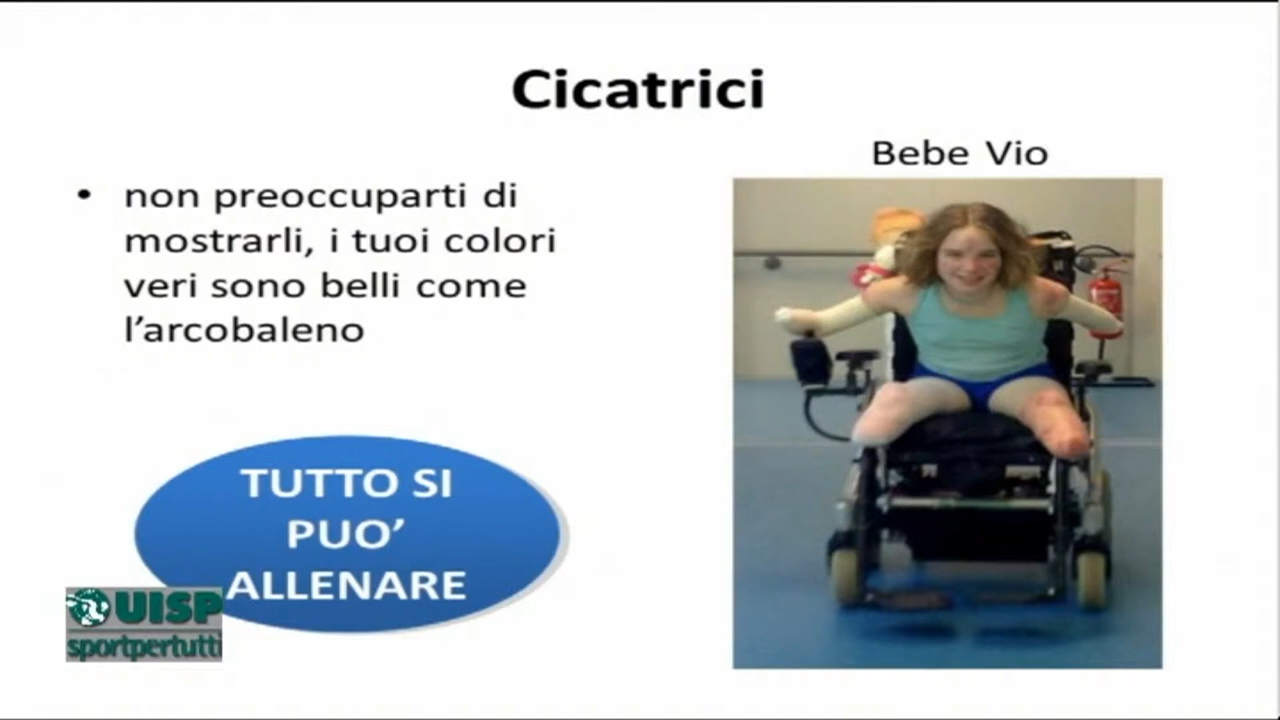 Cicatrici
Bebe Vio
• non preoccuparti di
mostrarli, i tuoi colori
veri sono belli come
l’arcobaleno
TUTTO SI
PUO’
ALLENARE
UISP
sportpertutti